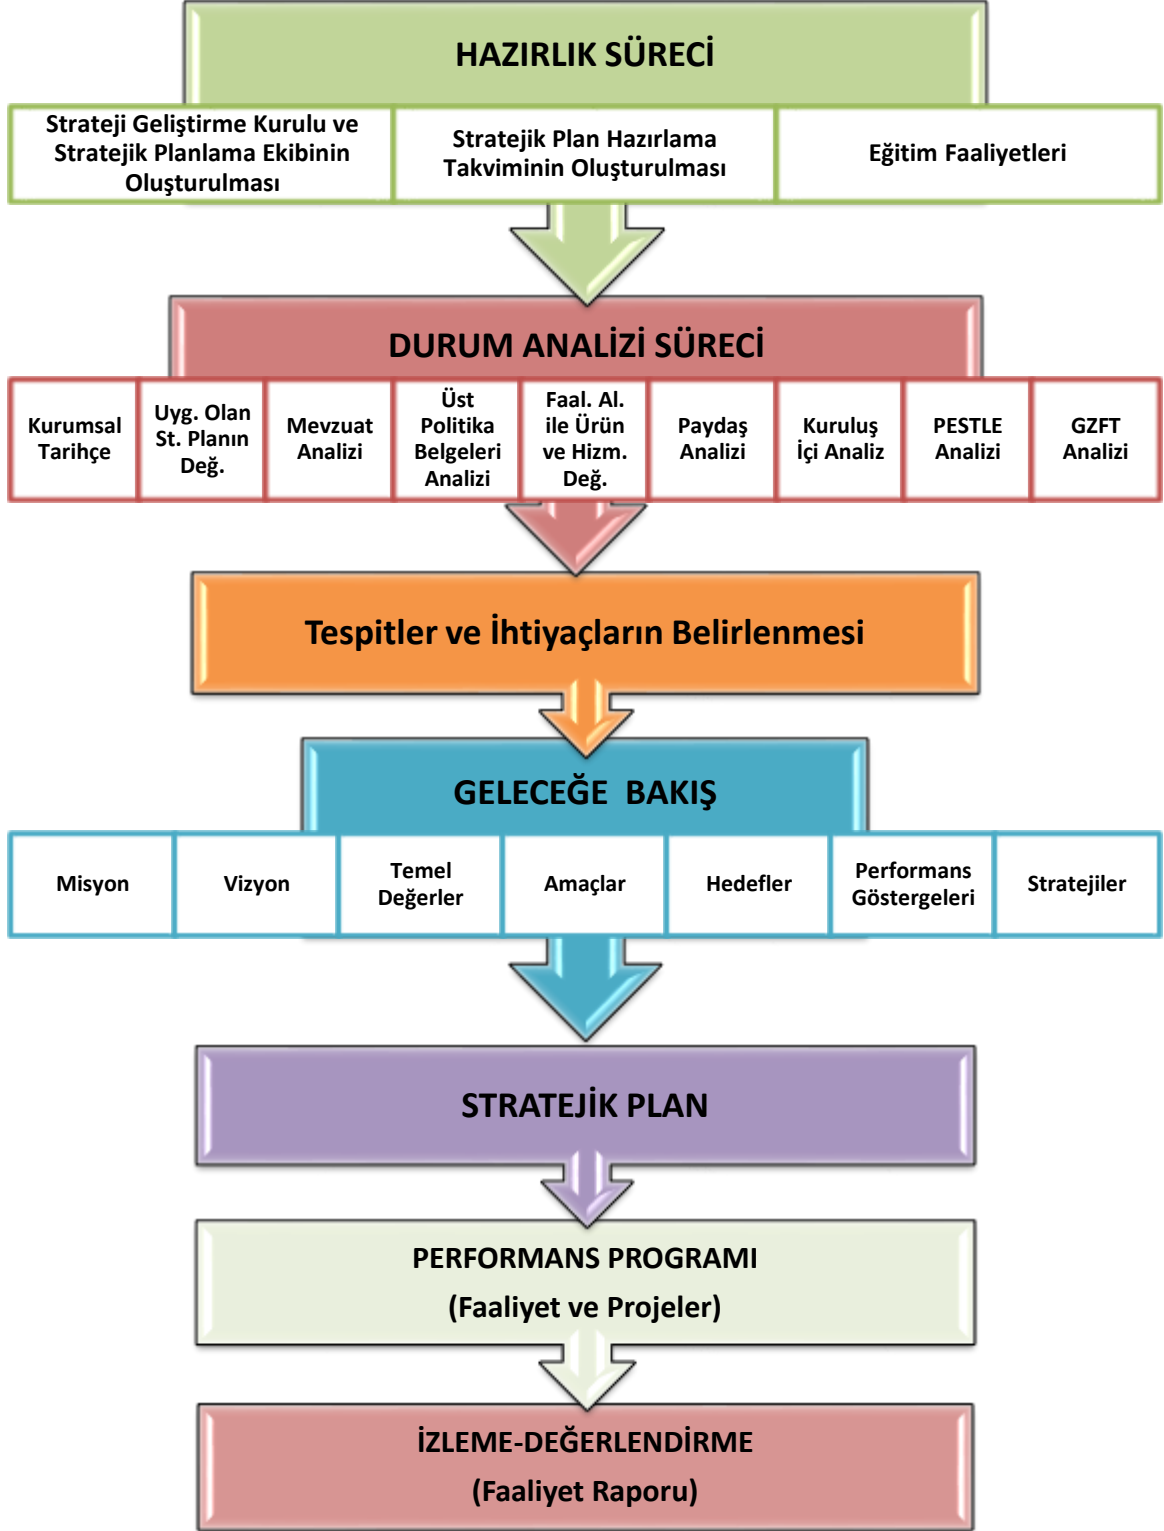 HAZIRLIK SÜRECİ
Strateji Geliştirme Kurulu ve
Stratejik Planlama Ekibinin
Oluşturulması
Stratejik Plan Hazırlama
Takviminin Oluşturulması
Eğitim Faaliyetleri
DURUM ANALİZİ SÜRECİ
Kurumsal
Tarihçe
Uyg. Olan
St. Planın
Değ.
Mevzuat
Analizi
Üst
Politika
Belgeleri
Analizi
Faal. Al.
ile Ürün
ve Hizm.
Değ.
Paydaş
Analizi
Kuruluş
İçi Analiz
PESTLE
Analizi
GZFT
Analizi
Tespitler ve İhtiyaçların Belirlenmesi
GELECEĞE BAKIŞ
Misyon
Vizyon
Temel
Değerler
Amaçlar
Hedefler
Performans
Göstergeleri
Stratejiler
STRATEJİK PLAN
PERFORMANS PROGRAMI
(Faaliyet ve Projeler)
İZLEME-DEĞERLENDİRME
(Faaliyet Raporu)